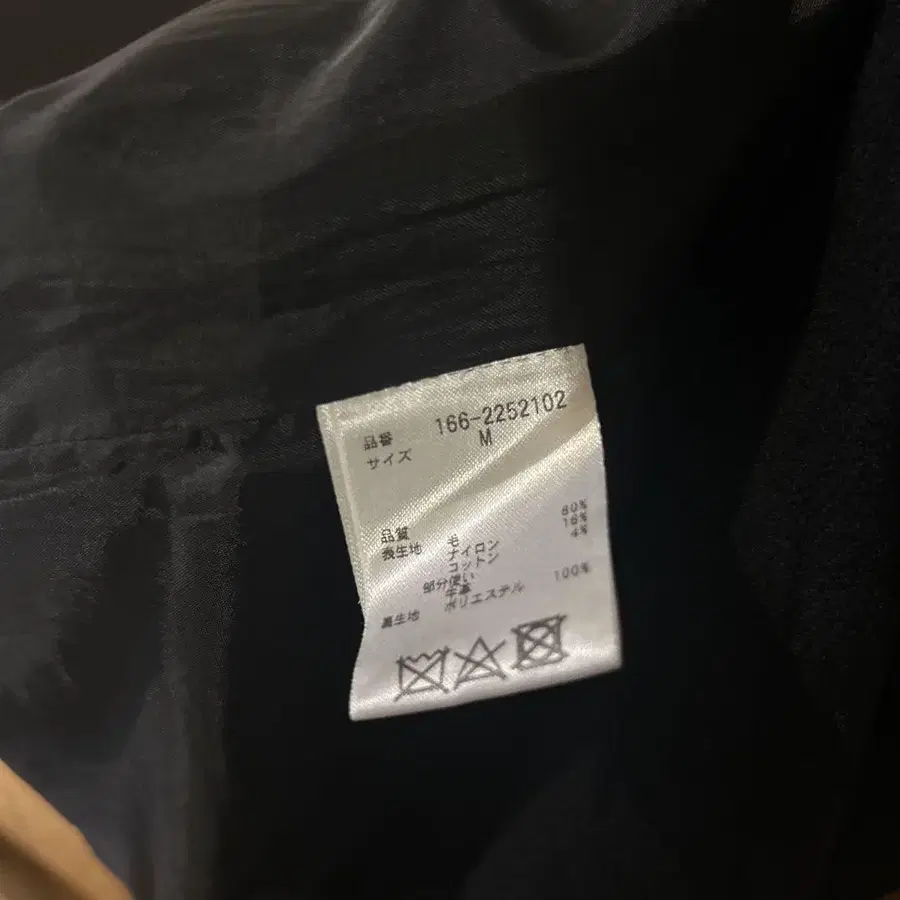 品番 166-2252102
サイズ M
品質
表生地 毛 80%
ナイロン 16%
コットン 4%
部分使い
牛革
裏生地 ポリエステル 100%